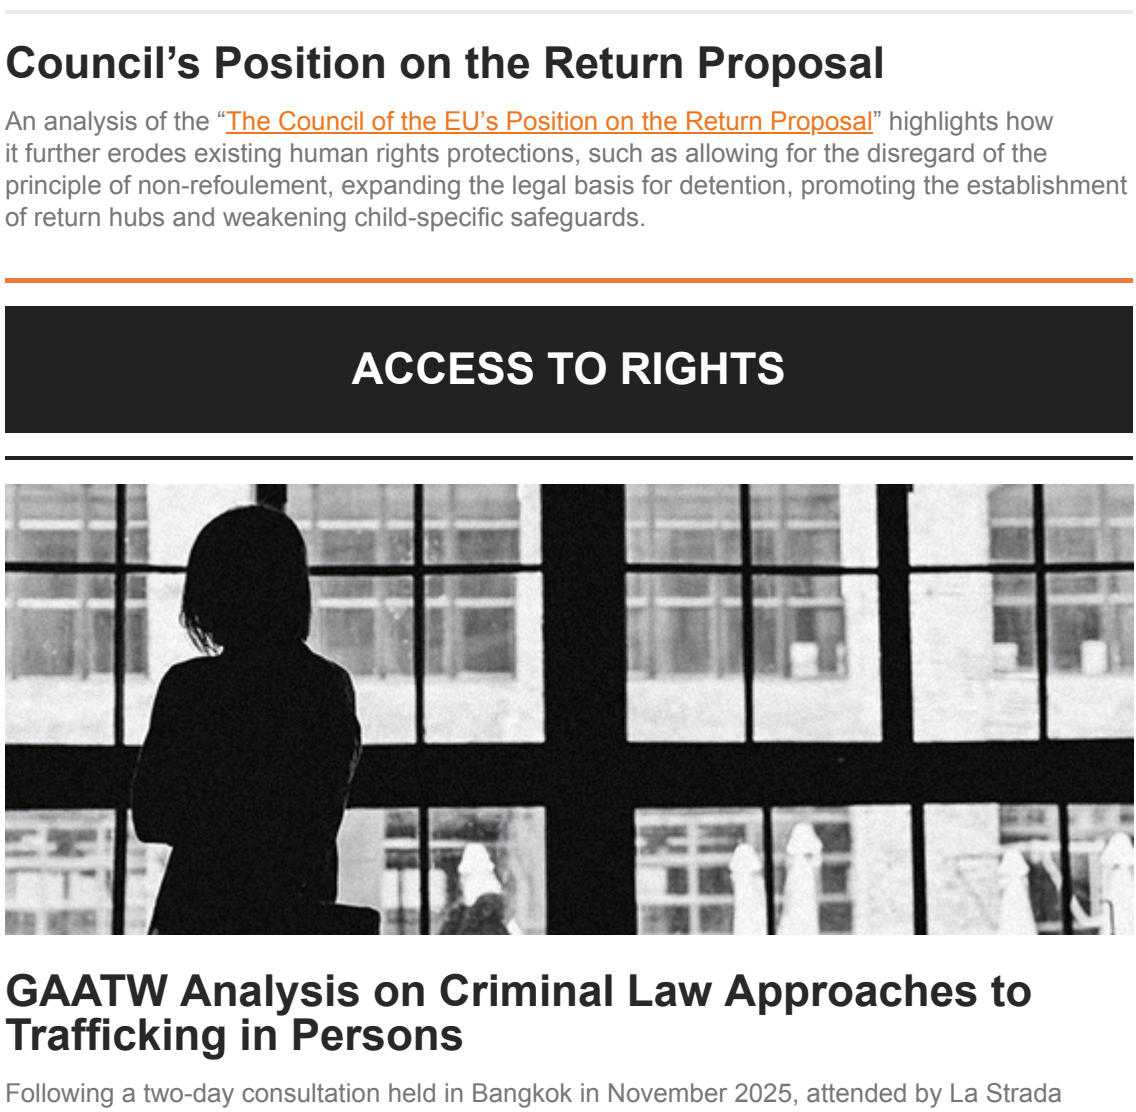 Council’s Position on the Return Proposal
An analysis of the “The Council of the EU’s Position on the Return Proposal” highlights how
it further erodes existing human rights protections, such as allowing for the disregard of the
principle of non-refoulement, expanding the legal basis for detention, promoting the establishment
of return hubs and weakening child-specific safeguards.
ACCESS TO RIGHTS
GAATW Analysis on Criminal Law Approaches to
Trafficking in Persons
Following a two-day consultation held in Bangkok in November 2025, attended by La Strada